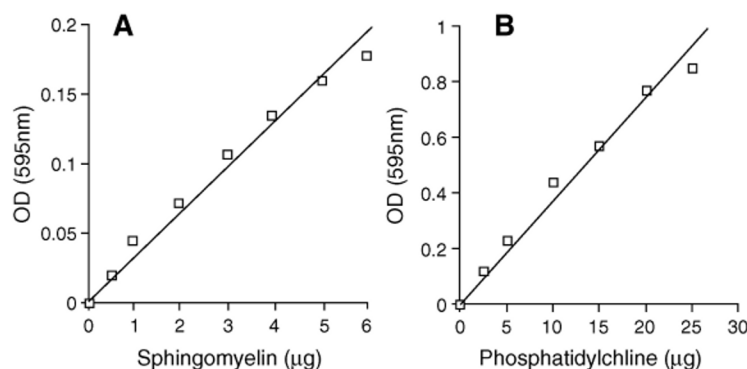 A
0.2
0.15
0.1
0.05
0
OD (595nm)
0 1 2 3 4 5 6
Sphingomyelin (μg)
B
1
0.8
0.6
0.4
0.2
0
OD (595nm)
0 5 10 15 20 25 30
Phosphatidylchline (μg)